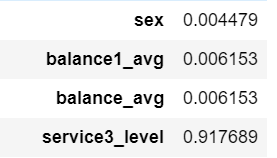 sex 0.004479
balance1_avg 0.006153
balance_avg 0.006153
service3_level 0.917689